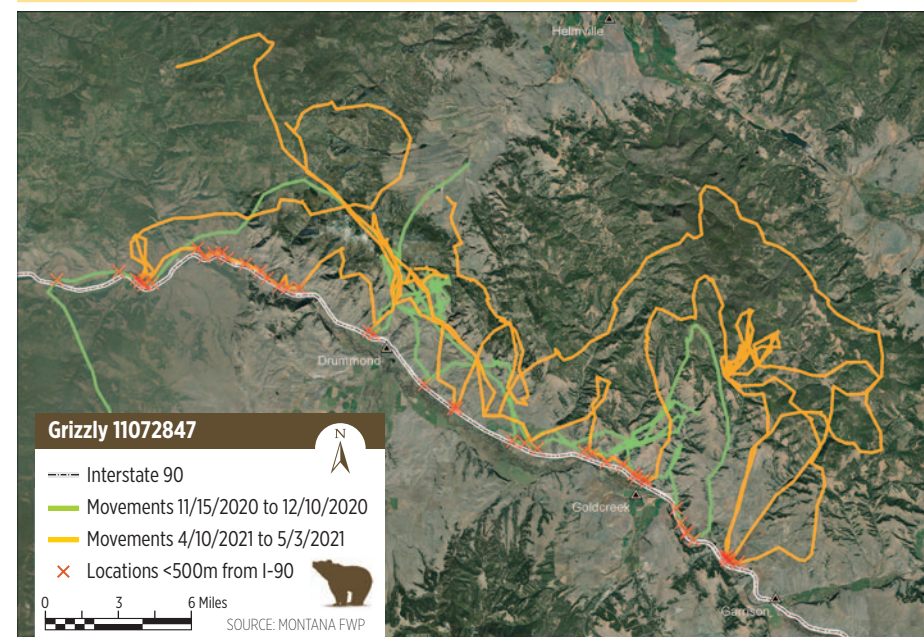 Helmville
Drummond
Goldcreek
Garrison
Grizzly 11072847
N
Interstate 90
Movements 11/15/2020 to 12/10/2020
Movements 4/10/2021 to 5/3/2021
Locations <500m from I-90
0 3 6 Miles
SOURCE: MONTANA FWP